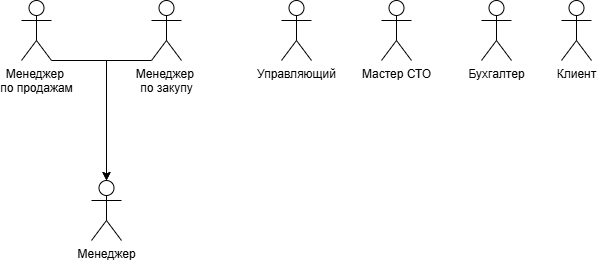 Менеджер
по продажам
Менеджер
по закупу
Управляющий
Мастер СТО
Бухгалтер
Клиент
Менеджер